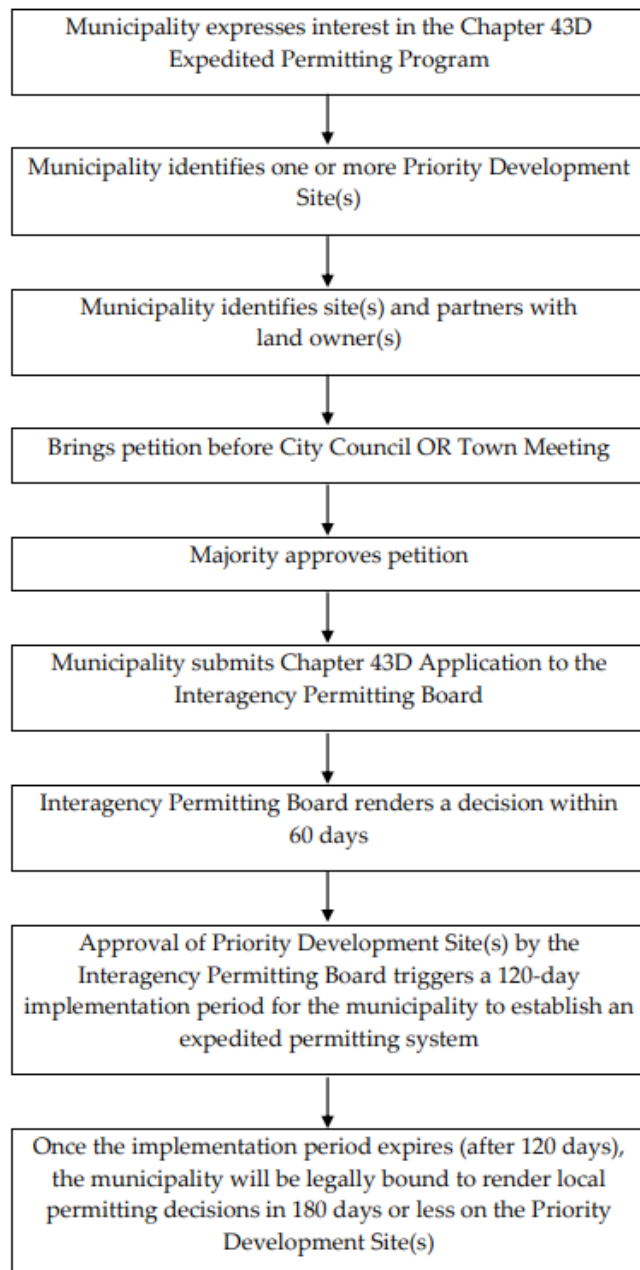 Municipality expresses interest in the Chapter 43D
Expedited Permitting Program
Municipality identifies one or more Priority Development
Site(s)
Municipality identifies site(s) and partners with
land owner(s)
Brings petition before City Council OR Town Meeting
Majority approves petition
Municipality submits Chapter 43D Application to the
Interagency Permitting Board
Interagency Permitting Board renders a decision within
60 days
Approval of Priority Development Site(s) by the
Interagency Permitting Board triggers a 120-day
implementation period for the municipality to establish an
expedited permitting system
Once the implementation period expires (after 120 days),
the municipality will be legally bound to render local
permitting decisions in 180 days or less on the Priority
Development Site(s)